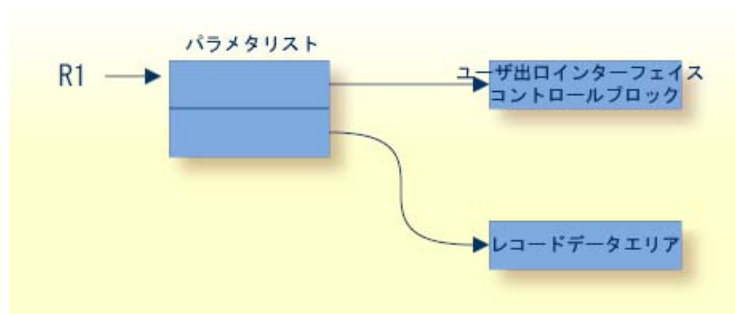 パラメタリスト
R1
ユーザ出口インターフェイス
コントロールブロック
レコードデータエリア